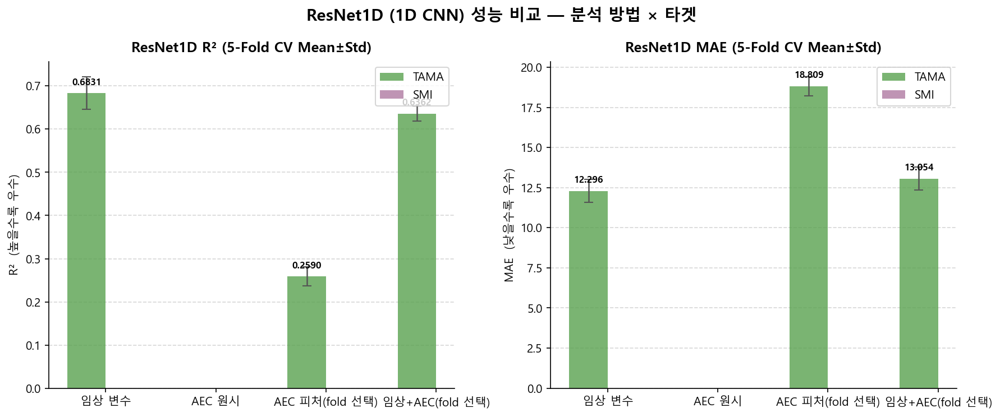 ResNet1D (1D CNN) 성능 비교 — 분석 방법 × 타겟
ResNet1D R² (5-Fold CV Mean±Std)
R² (높을수록 우수)
0.7
0.6
0.5
0.4
0.3
0.2
0.1
0.0
0.6831
0.2590
0.6362
TAMA
SMI
임상 변수
AEC 원시
AEC 피처(fold 선택)
임상+AEC(fold 선택)
ResNet1D MAE (5-Fold CV Mean±Std)
MAE (낮을수록 우수)
20.0
17.5
15.0
12.5
10.0
7.5
5.0
2.5
0.0
12.296
18.809
13.054
TAMA
SMI
임상 변수
AEC 원시
AEC 피처(fold 선택)
임상+AEC(fold 선택)